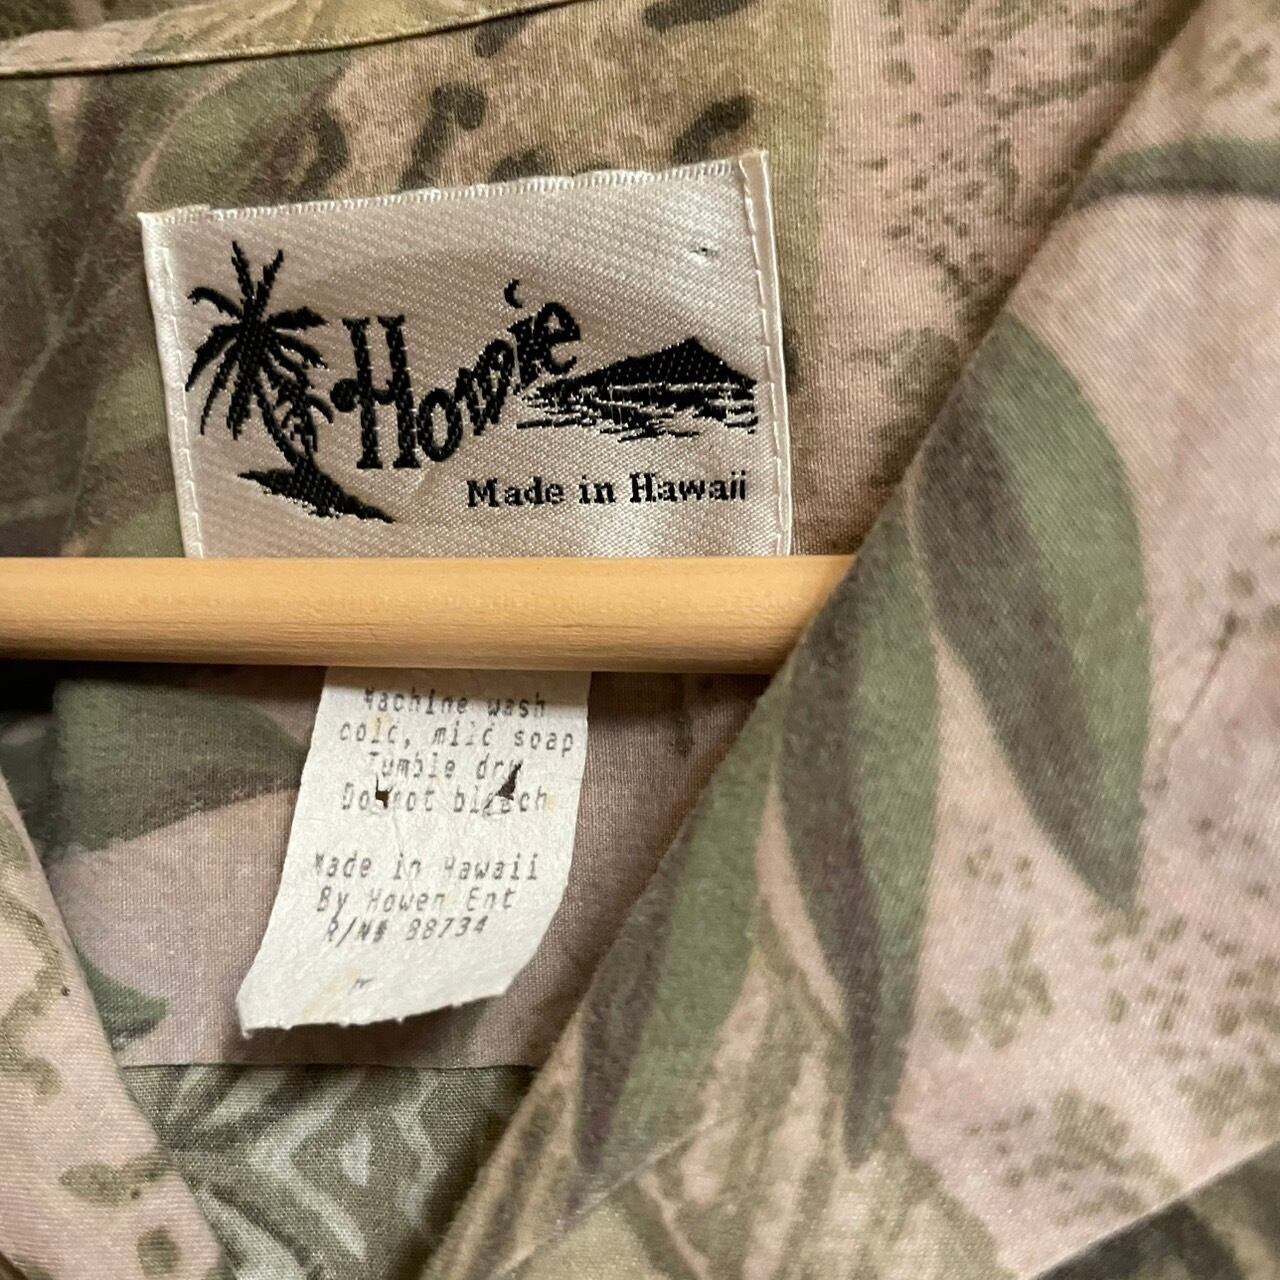 Howie
Made in Hawaii
Machine wash
cold, mild soap
Tumble dry
Do not bleach
Made in Hawaii
By Howen Ent
R/N# 88734